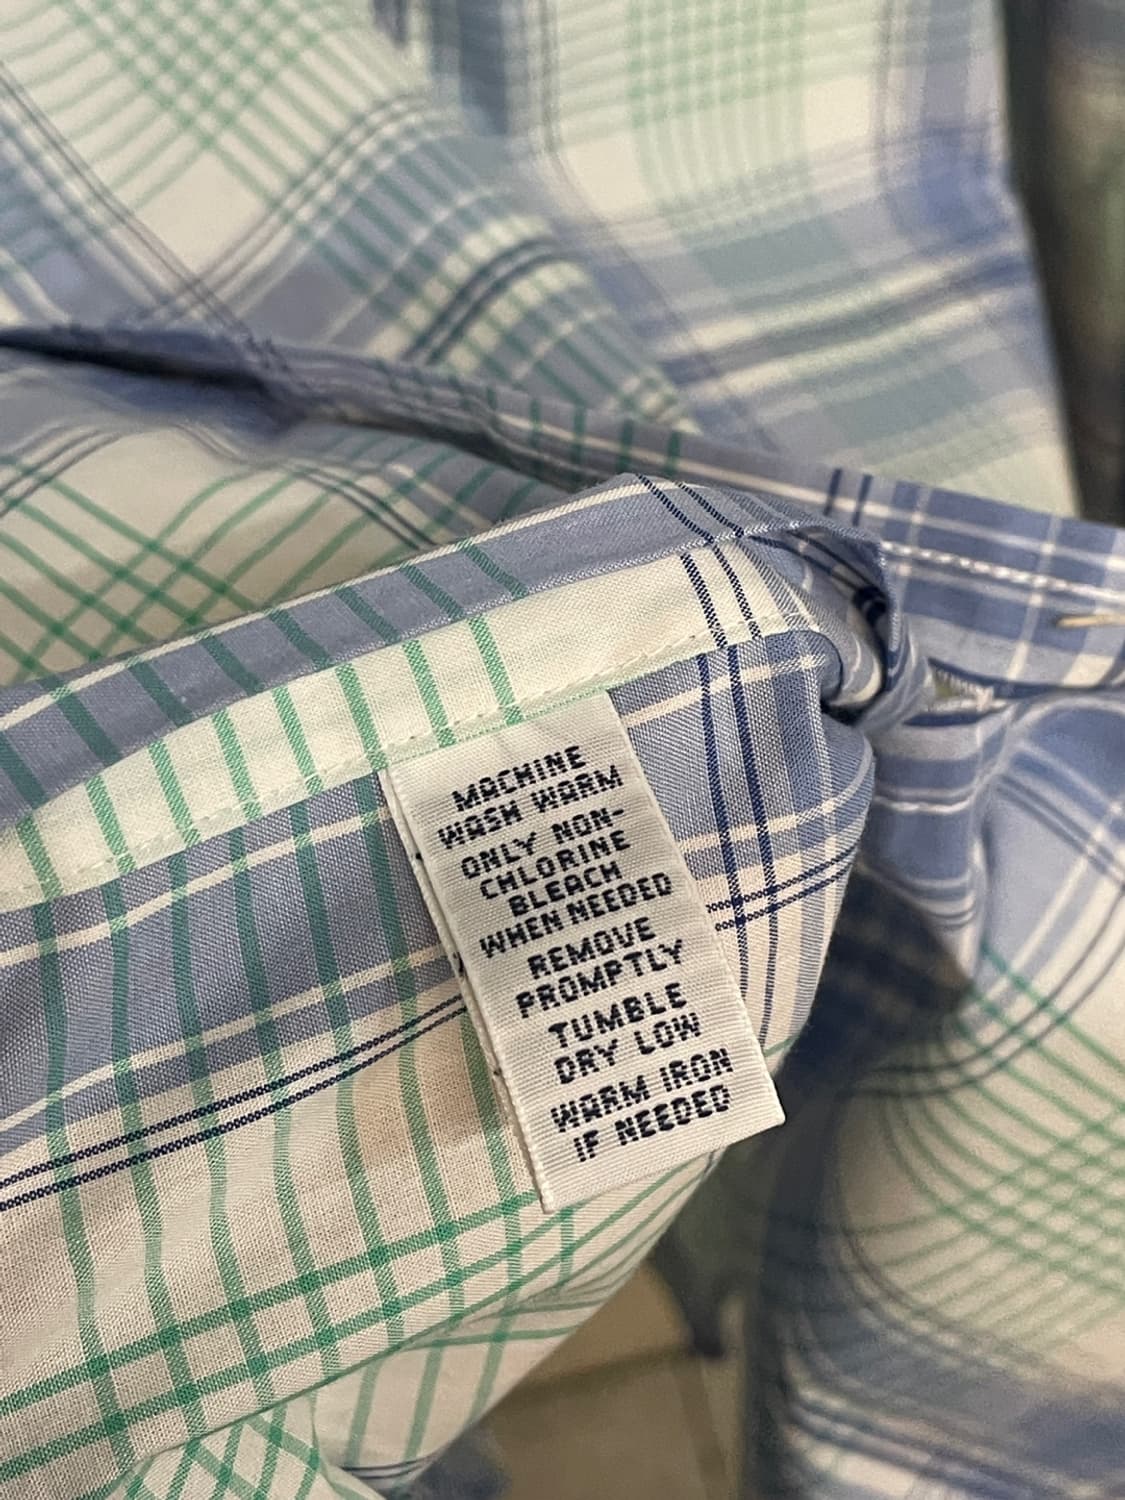 MACHINE
WASH WARM
ONLY NON-
CHLORINE
BLEACH
WHEN NEEDED
REMOVE
PROMPTLY
TUMBLE
DRY LOW
WARM IRON
IF NEEDED